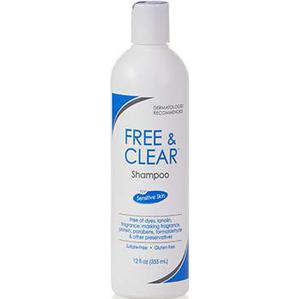 DERMATOLOGIST
RECOMMENDED
FREE &
CLEAR™
Shampoo
For
Sensitive Skin
Free of dyes, lanolin,
fragrance, masking fragrance,
protein, parabens, formaldehyde
& other preservatives
Sulfate-Free • Gluten-Free
12 fl oz (355 mL)